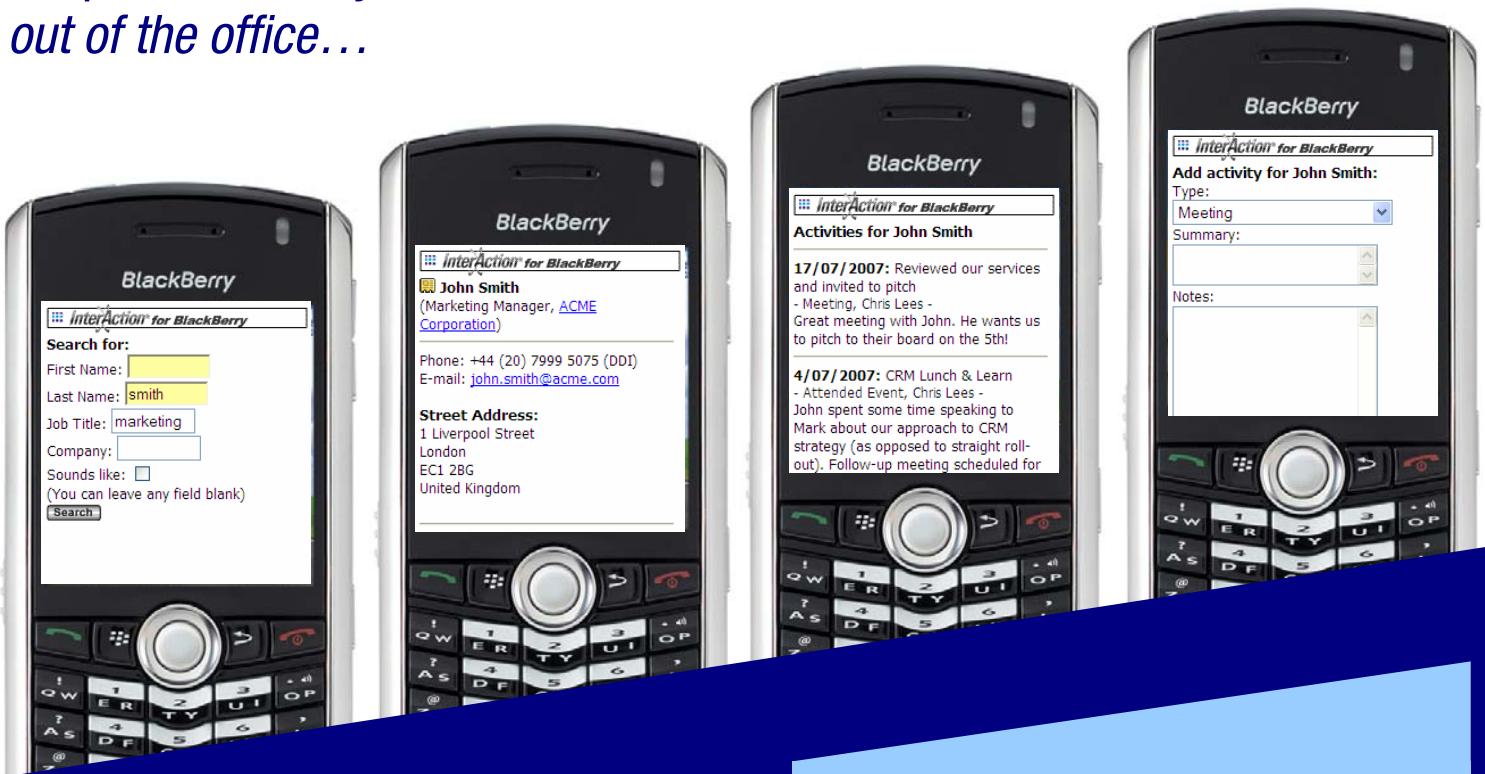 out of the office…
BlackBerry
InterAction® for BlackBerry
Search for:
First Name:
Last Name: smith
Job Title: marketing
Company:
Sounds like:
(You can leave any field blank)
Search
BlackBerry
InterAction® for BlackBerry
John Smith
(Marketing Manager, ACME
Corporation)
Phone: +44 (20) 7999 5075 (DDI)
E-mail: john.smith@acme.com
Street Address:
1 Liverpool Street
London
EC1 2BG
United Kingdom
BlackBerry
InterAction® for BlackBerry
Activities for John Smith
17/07/2007: Reviewed our services
and invited to pitch
- Meeting, Chris Lees -
Great meeting with John. He wants us
to pitch to their board on the 5th!
4/07/2007: CRM Lunch & Learn
- Attended Event, Chris Lees -
John spent some time speaking to
Mark about our approach to CRM
strategy (as opposed to straight roll-
out). Follow-up meeting scheduled for
BlackBerry
InterAction® for BlackBerry
Add activity for John Smith:
Type:
Meeting
Summary:
Notes: